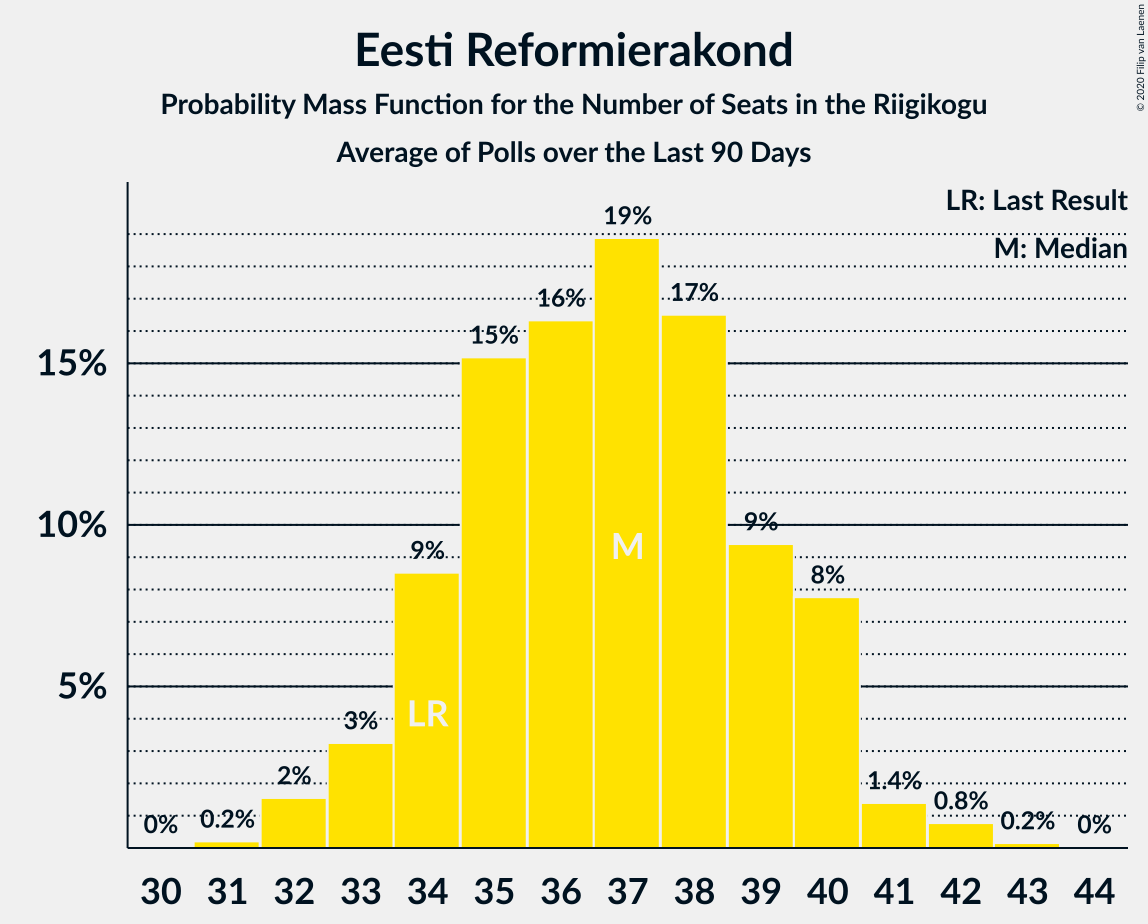 Eesti Reformierakond
Probability Mass Function for the Number of Seats in the Riigikogu
Average of Polls over the Last 90 Days
© 2020 Filip van Laenen
LR: Last Result
M: Median
15%
10%
5%
0%
0.2%
2%
3%
9%
15%
16%
19%
17%
9%
8%
1.4%
0.8%
0.2%
0%
LR
M
30 31 32 33 34 35 36 37 38 39 40 41 42 43 44